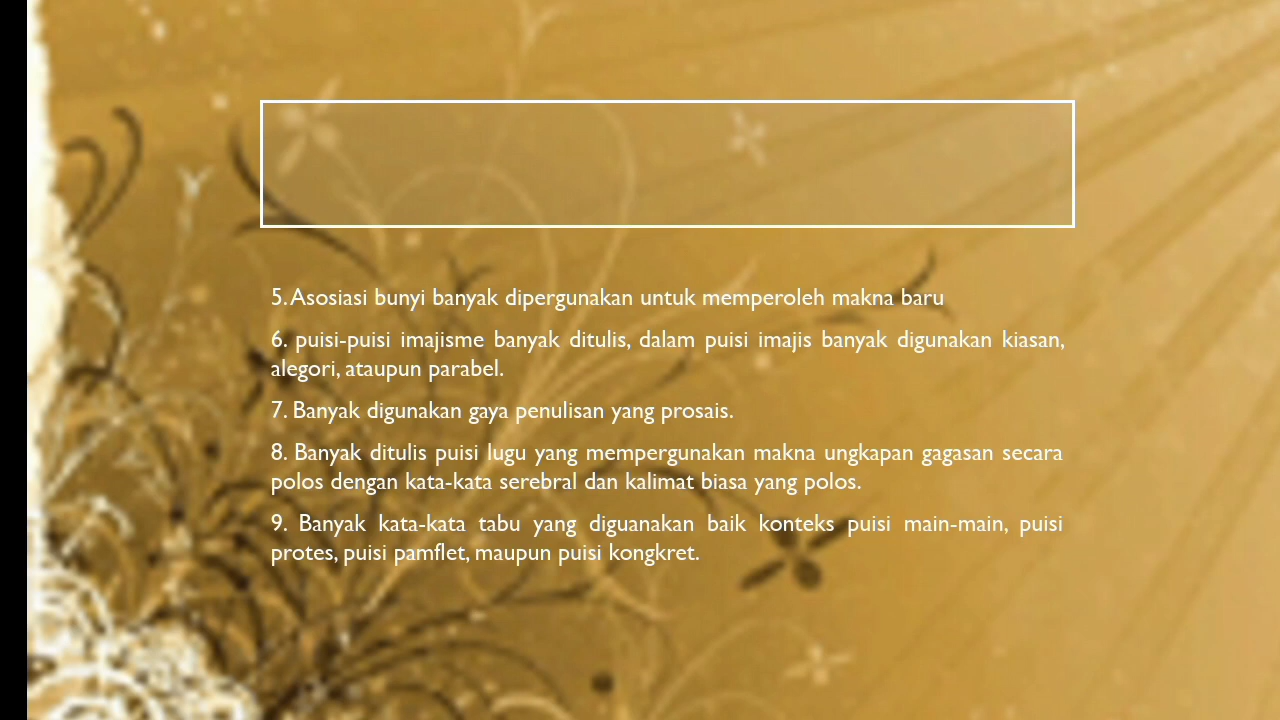 5. Asosiasi bunyi banyak dipergunakan untuk memperoleh makna baru
6. puisi-puisi imajisme banyak ditulis, dalam puisi imajis banyak digunakan kiasan,
alegori, ataupun parabel.
7. Banyak digunakan gaya penulisan yang prosais.
8. Banyak ditulis puisi lugu yang mempergunakan makna ungkapan gagasan secara
polos dengan kata-kata serebral dan kalimat biasa yang polos.
9. Banyak kata-kata tabu yang diguanakan baik konteks puisi main-main, puisi
protes, puisi pamflet, maupun puisi kongkret.